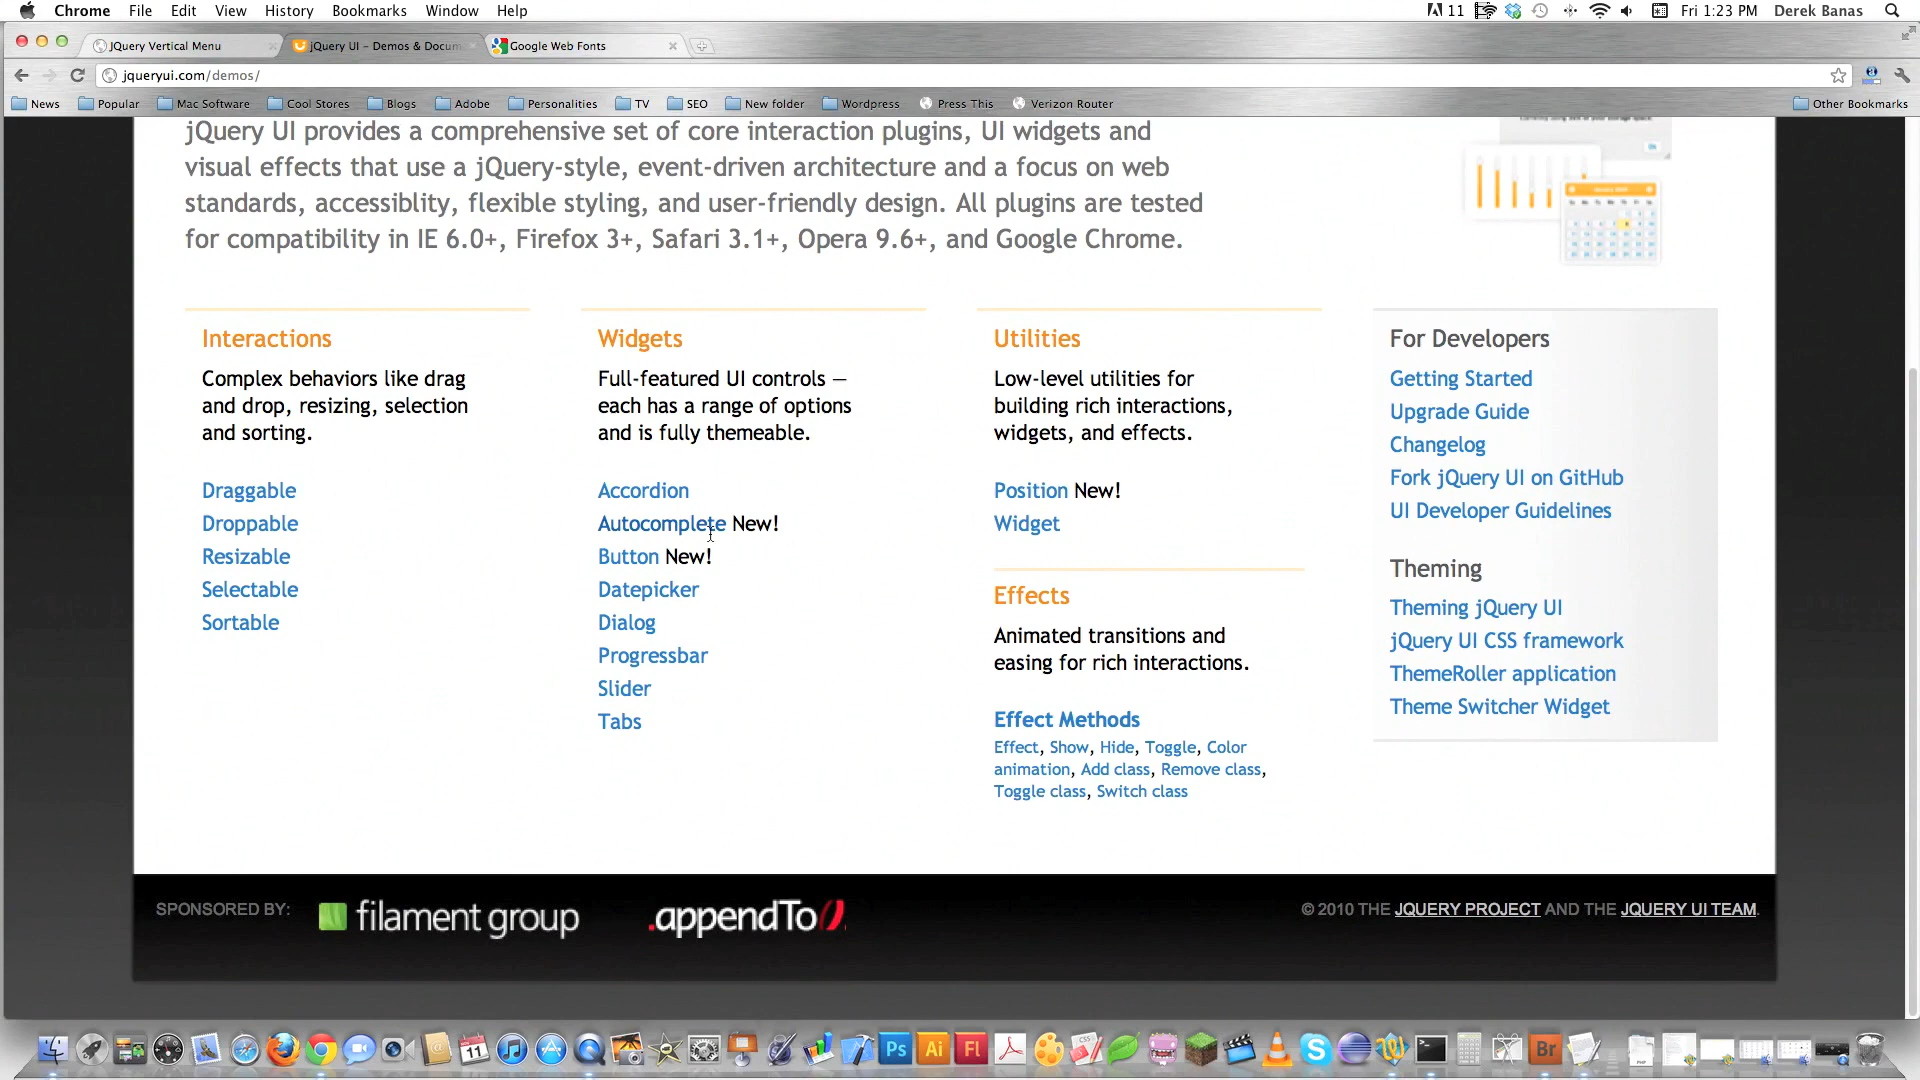 Chrome File Edit View History Bookmarks Window Help
11 Fri 1:23 PM Derek Banas
JQuery Vertical Menu
jQuery UI - Demos & Docum
Google Web Fonts
jqueryui.com/demos/
News Popular Mac Software Cool Stores Blogs Adobe Personalities TV SEO New folder Wordpress Press This Verizon Router Other Bookmarks
jQuery UI provides a comprehensive set of core interaction plugins, UI widgets and
visual effects that use a jQuery-style, event-driven architecture and a focus on web
standards, accessiblity, flexible styling, and user-friendly design. All plugins are tested
for compatibility in IE 6.0+, Firefox 3+, Safari 3.1+, Opera 9.6+, and Google Chrome.
Interactions
Complex behaviors like drag
and drop, resizing, selection
and sorting.
Draggable
Droppable
Resizable
Selectable
Sortable
Widgets
Full-featured UI controls —
each has a range of options
and is fully themeable.
Accordion
Autocomplete New!
Button New!
Datepicker
Dialog
Progressbar
Slider
Tabs
Utilities
Low-level utilities for
building rich interactions,
widgets, and effects.
Position New!
Widget
Effects
Animated transitions and
easing for rich interactions.
Effect Methods
Effect, Show, Hide, Toggle, Color
animation, Add class, Remove class,
Toggle class, Switch class
For Developers
Getting Started
Upgrade Guide
Changelog
Fork jQuery UI on GitHub
UI Developer Guidelines
Theming
Theming jQuery UI
jQuery UI CSS framework
ThemeRoller application
Theme Switcher Widget
SPONSORED BY: filament group .appendTo()
© 2010 THE JQUERY PROJECT AND THE JQUERY UI TEAM.
11 Ps Ai Fl CSS Br